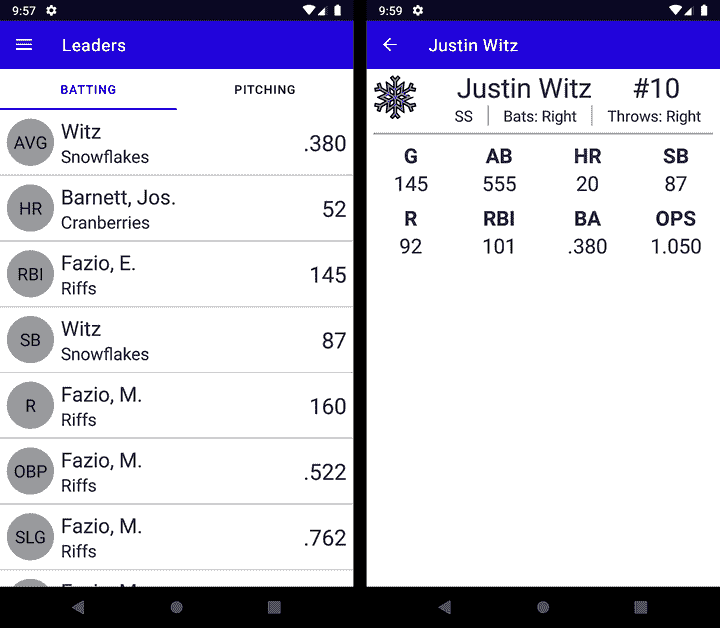 9:57
Leaders
BATTING PITCHING
AVG Witz .380
Snowflakes
HR Barnett, Jos. 52
Cranberries
RBI Fazio, E. 145
Riffs
SB Witz 87
Snowflakes
R Fazio, M. 160
Riffs
OBP Fazio, M. .522
Riffs
SLG Fazio, M. .762
Riffs
9:59
Justin Witz
Justin Witz #10
SS Bats: Right Throws: Right
G AB HR SB
145 555 20 87
R RBI BA OPS
92 101 .380 1.050